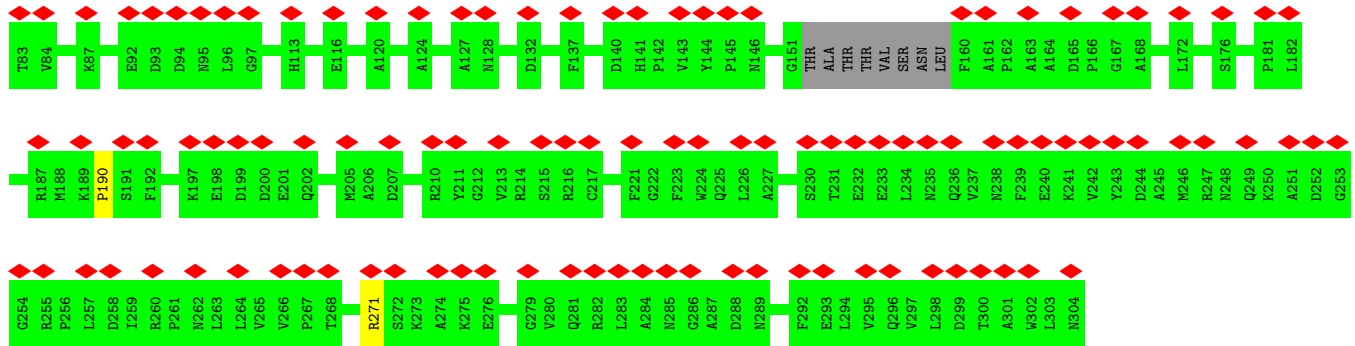 T83 V84 K87 E92 D93 D94 N95 L96 G97 H113 E116 A120 A124 A127 N128 D132 F137 D140 H141 P142 V143 Y144 P145 N146 G151 THR ALA THR THR VAL SER ASN LEU F160 A161 P162 A163 A164 D165 P166 G167 A168 L172 S176 P181 L182
R187 M188 K189 P190 S191 F192 K197 E198 D199 D200 E201 Q202 M205 A206 D207 R210 Y211 G212 V213 R214 S215 R216 C217 F221 G222 F223 W224 Q225 L226 A227 S230 T231 E232 E233 L234 N235 Q236 V237 N238 F239 E240 K241 V242 Y243 D244 A245 M246 R247 N248 Q249 K250 A251 D252 G253
G254 R255 P256 L257 D258 I259 R260 P261 N262 L263 L264 V265 V266 P267 T268 R271 S272 K273 A274 K275 E276 G279 V280 Q281 R282 L283 A284 N285 G286 A287 D288 N289 F292 E293 L294 V295 Q296 V297 L298 D299 T300 A301 W302 L303 N304